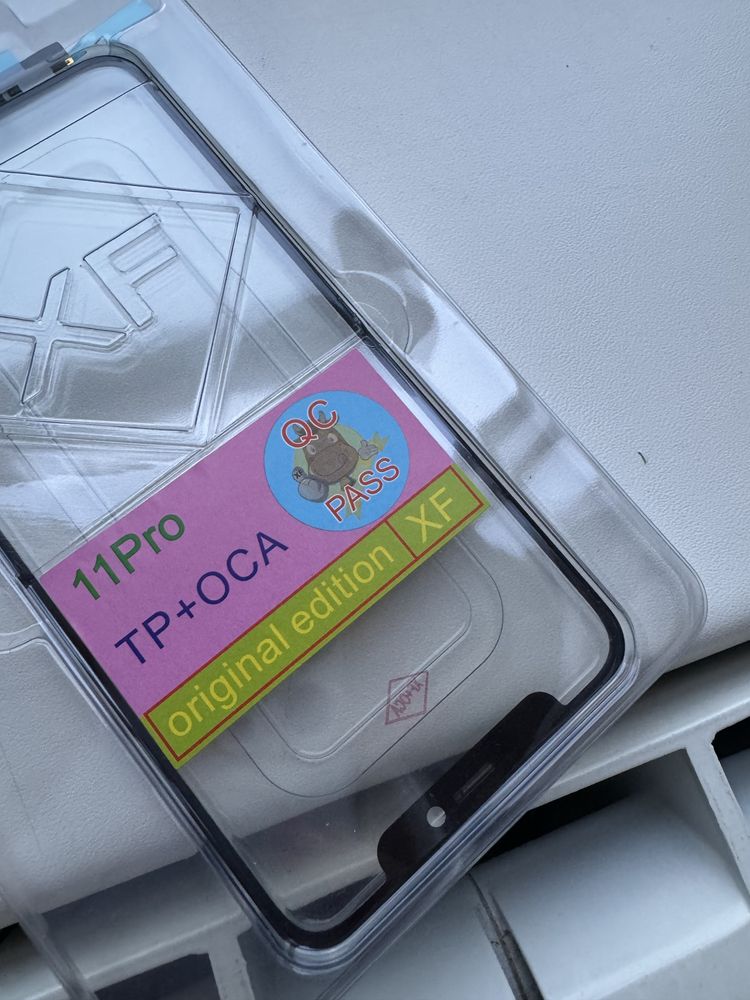 XF
QC
PASS
11Pro
TP+OCA
original edition
XF